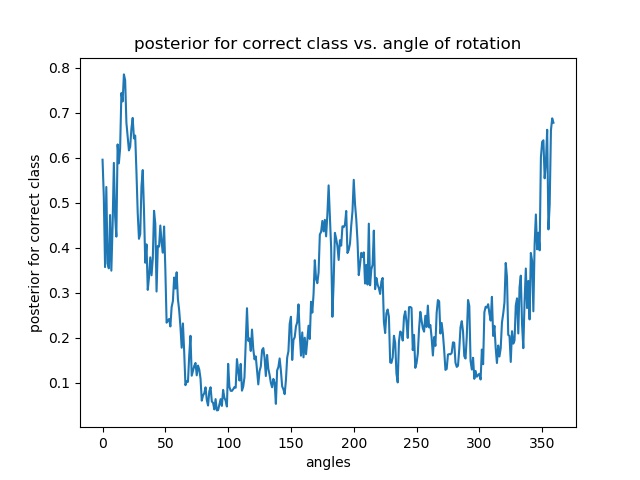 posterior for correct class vs. angle of rotation
0.8
0.7
0.6
0.5
0.4
0.3
0.2
0.1
posterior for correct class
0 50 100 150 200 250 300 350
angles